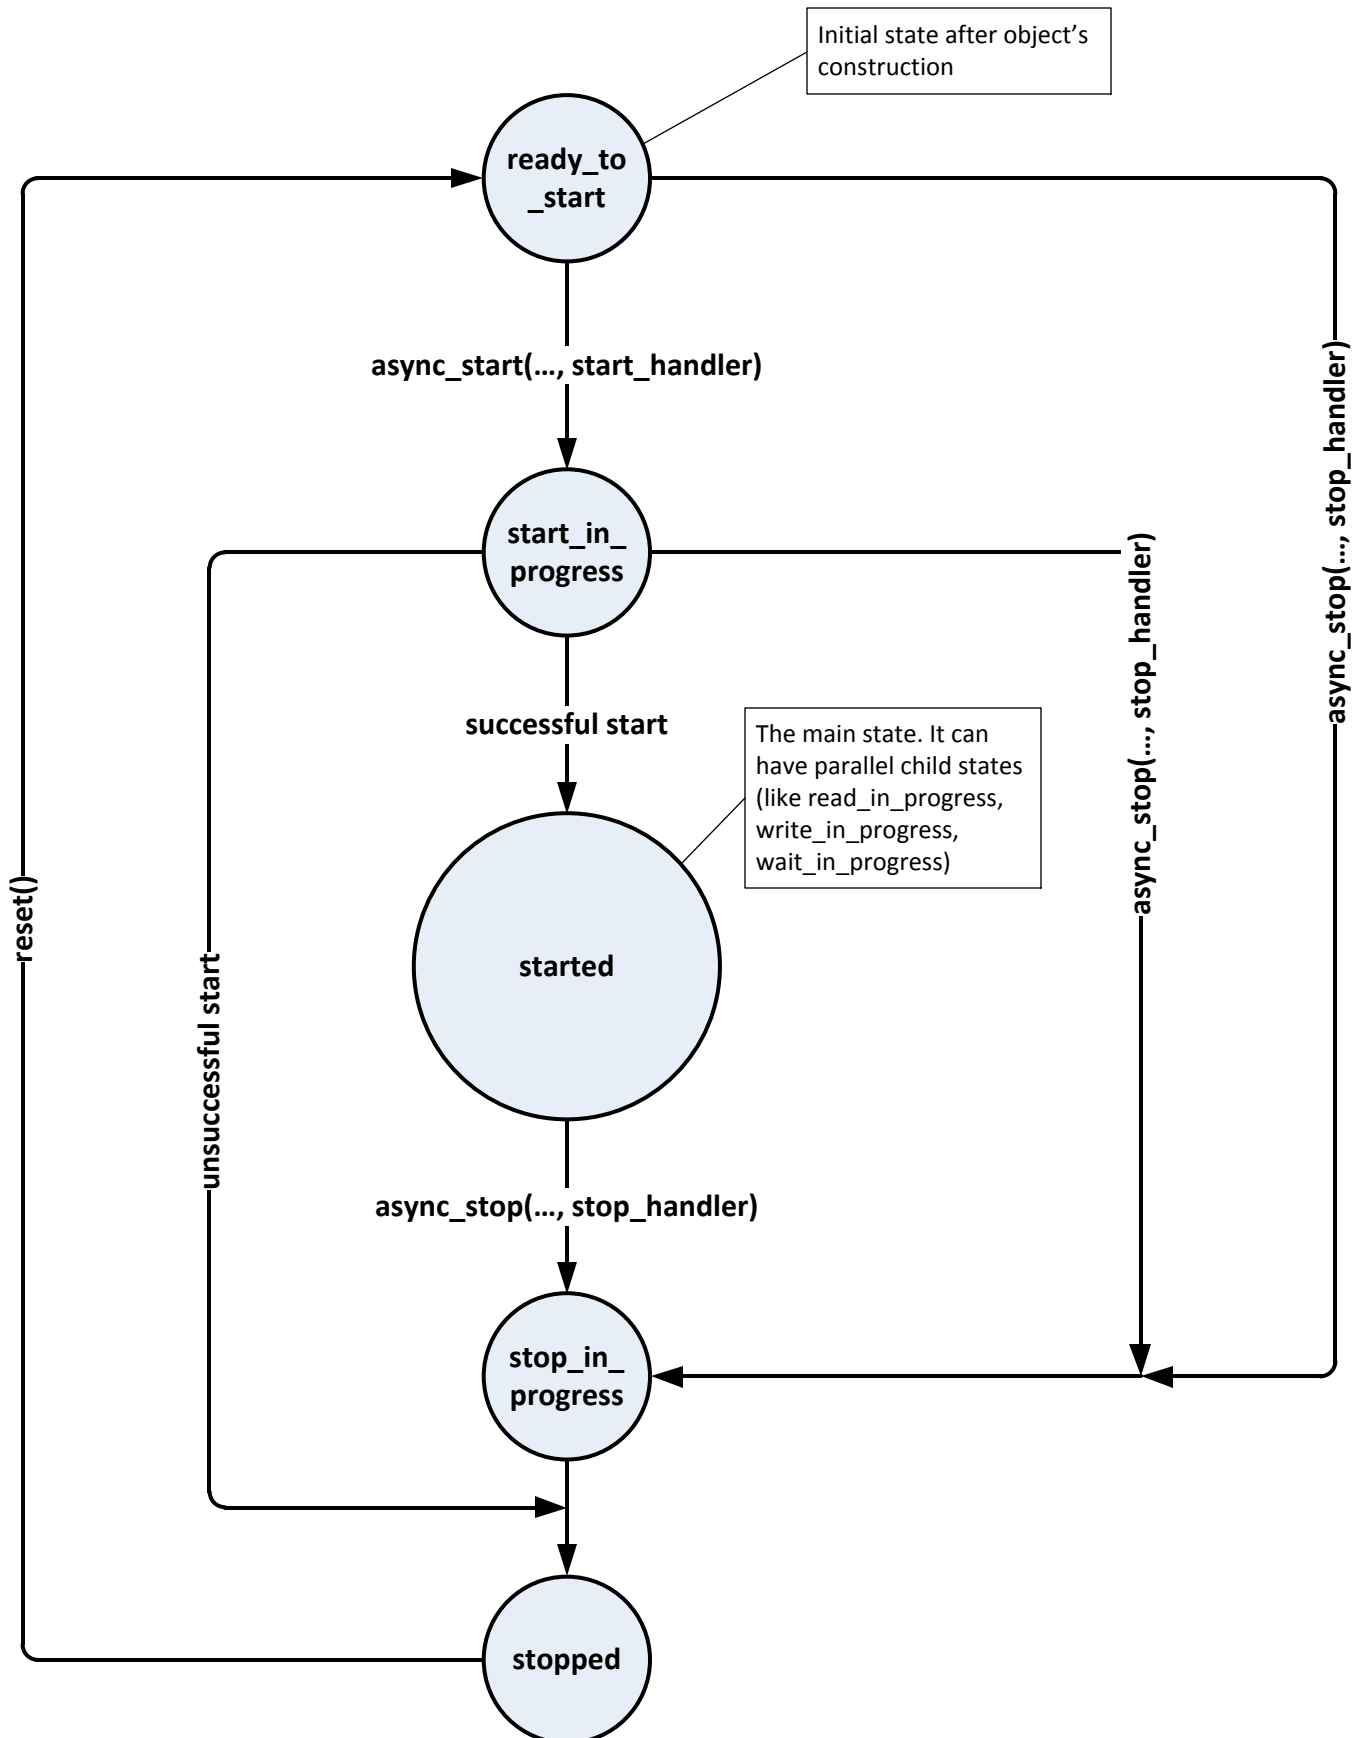 Initial state after object's
construction
ready_to
_start
async_start(..., start_handler)
async_stop(..., stop_handler)
start_in_
progress
async_stop(..., stop_handler)
successful start
The main state. It can
have parallel child states
(like read_in_progress,
write_in_progress,
wait_in_progress)
reset()
started
unsuccessful start
async_stop(..., stop_handler)
stop_in_
progress
stopped